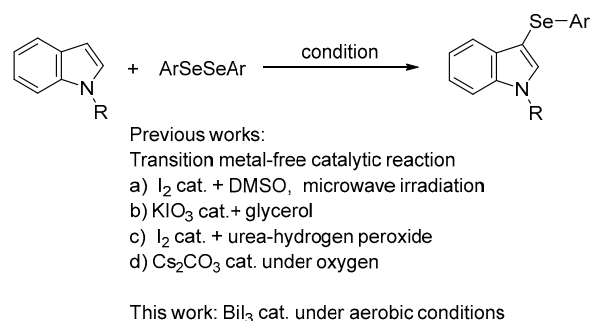 Se–Ar
condition
N
R
+ ArSeSeAr
N
R
Previous works:
Transition metal-free catalytic reaction
a) I₂ cat. + DMSO, microwave irradiation
b) KIO₃ cat.+ glycerol
c) I₂ cat. + urea-hydrogen peroxide
d) Cs₂CO₃ cat. under oxygen
This work: BiI₃ cat. under aerobic conditions